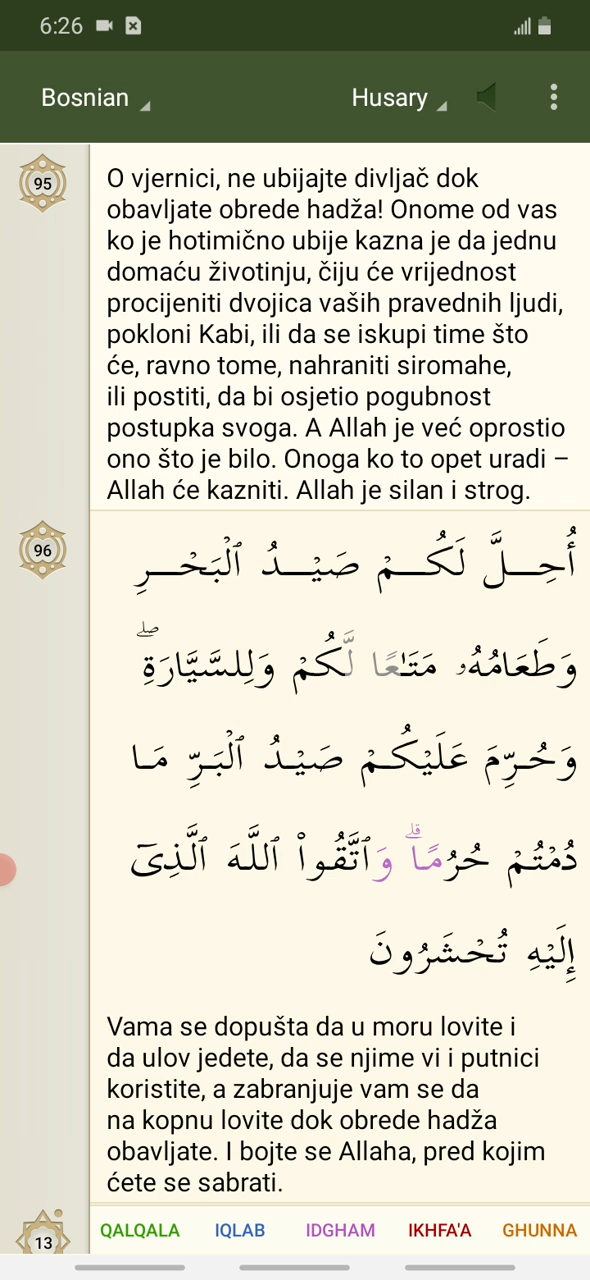 6:26
Bosnian
Husary
95
O vjernici, ne ubijajte divljač dok
obavljate obrede hadža! Onome od vas
ko je hotimično ubije kazna je da jednu
domaću životinju, čiju će vrijednost
procijeniti dvojica vaših pravednih ljudi,
pokloni Kabi, ili da se iskupi time što
će, ravno tome, nahraniti siromahe,
ili postiti, da bi osjetio pogubnost
postupka svoga. A Allah je već oprostio
ono što je bilo. Onoga ko to opet uradi –
Allah će kazniti. Allah je silan i strog.
96
أُحِلَّ لَكُمْ صَيْدُ ٱلْبَحْرِ
وَطَعَامُهُۥ مَتَـٰعًا لَّكُمْ وَلِلسَّيَّارَةِ ۖ
وَحُرِّمَ عَلَيْكُمْ صَيْدُ ٱلْبَرِّ مَا
دُمْتُمْ حُرُمًا ۗ وَٱتَّقُوا۟ ٱللَّهَ ٱلَّذِىٓ
إِلَيْهِ تُحْشَرُونَ
Vama se dopušta da u moru lovite i
da ulov jedete, da se njime vi i putnici
koristite, a zabranjuje vam se da
na kopnu lovite dok obrede hadža
obavljate. I bojte se Allaha, pred kojim
ćete se sabrati.
13
QALQALA IQLAB IDGHAM IKHFA'A GHUNNA